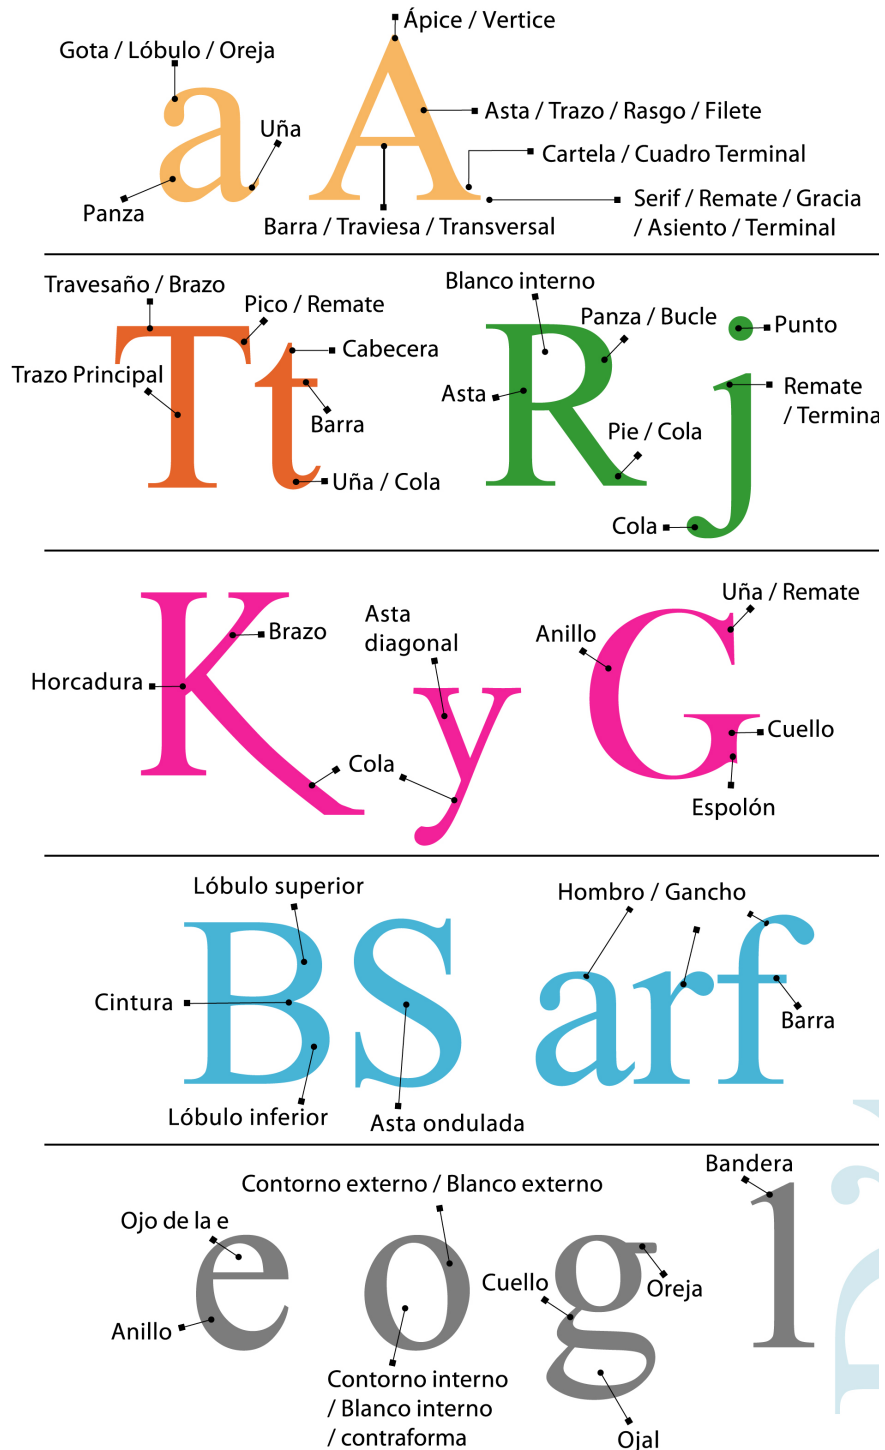 Ápice / Vertice
Gota / Lóbulo / Oreja
a A
Asta / Trazo / Rasgo / Filete
Uña
Cartela / Cuadro Terminal
Panza
Serif / Remate / Gracia
/ Asiento / Terminal
Barra / Traviesa / Transversal
Travesaño / Brazo
Blanco interno
Pico / Remate
Panza / Bucle
Punto
Cabecera
Trazo Principal
T t
R j
Asta
Remate
/ Termina
Barra
Pie / Cola
Uña / Cola
Cola
Uña / Remate
Asta
diagonal
Brazo
Anillo
Horcadura
K y G
Cuello
Cola
Espolón
Lóbulo superior
Hombro / Gancho
BS arf
Cintura
Barra
Lóbulo inferior
Asta ondulada
Bandera
Contorno externo / Blanco externo
Ojo de la e
e o g l
Cuello
Oreja
Anillo
Contorno interno
/ Blanco interno
/ contraforma
Ojal